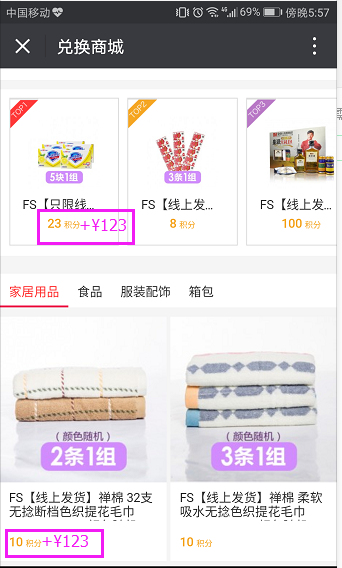 中国移动 46 69% 傍晚5:57
兑换商城
TOP1
TOP2
TOP3
5块1组
3条1组
FS【只限线...
FS【线上发...
FS【线上发...
23 积分+¥123
8 积分
100 积分
家居用品 食品 服装配饰 箱包
(颜色随机)
2条1组
(颜色随机)
3条1组
FS【线上发货】禅棉 32支
无捻断档色织提花毛巾
FS【线上发货】禅棉 柔软
吸水无捻色织提花毛巾
10 积分+¥123
10 积分